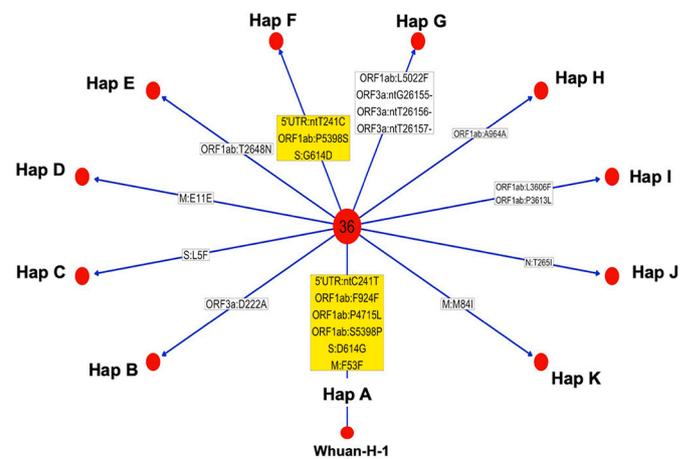 Hap F
Hap G
Hap E
Hap H
ORF1ab:L5022F
ORF3a:ntG26155-
ORF3a:ntT26156-
ORF3a:ntT26157-
5'UTR:ntT241C
ORF1ab:P5398S
S:G614D
ORF1ab:T2648N
ORF1ab:A964A
Hap D
Hap I
M:E11E
ORF1ab:L3606F
ORF1ab:P3613L
36
Hap C
Hap J
S:L5F
N:T265I
ORF3a:D222A
M:M84I
5'UTR:ntC241T
ORF1ab:F924F
ORF1ab:P4715L
ORF1ab:S5398P
S:D614G
M:F53F
Hap B
Hap K
Hap A
Whuan-H-1